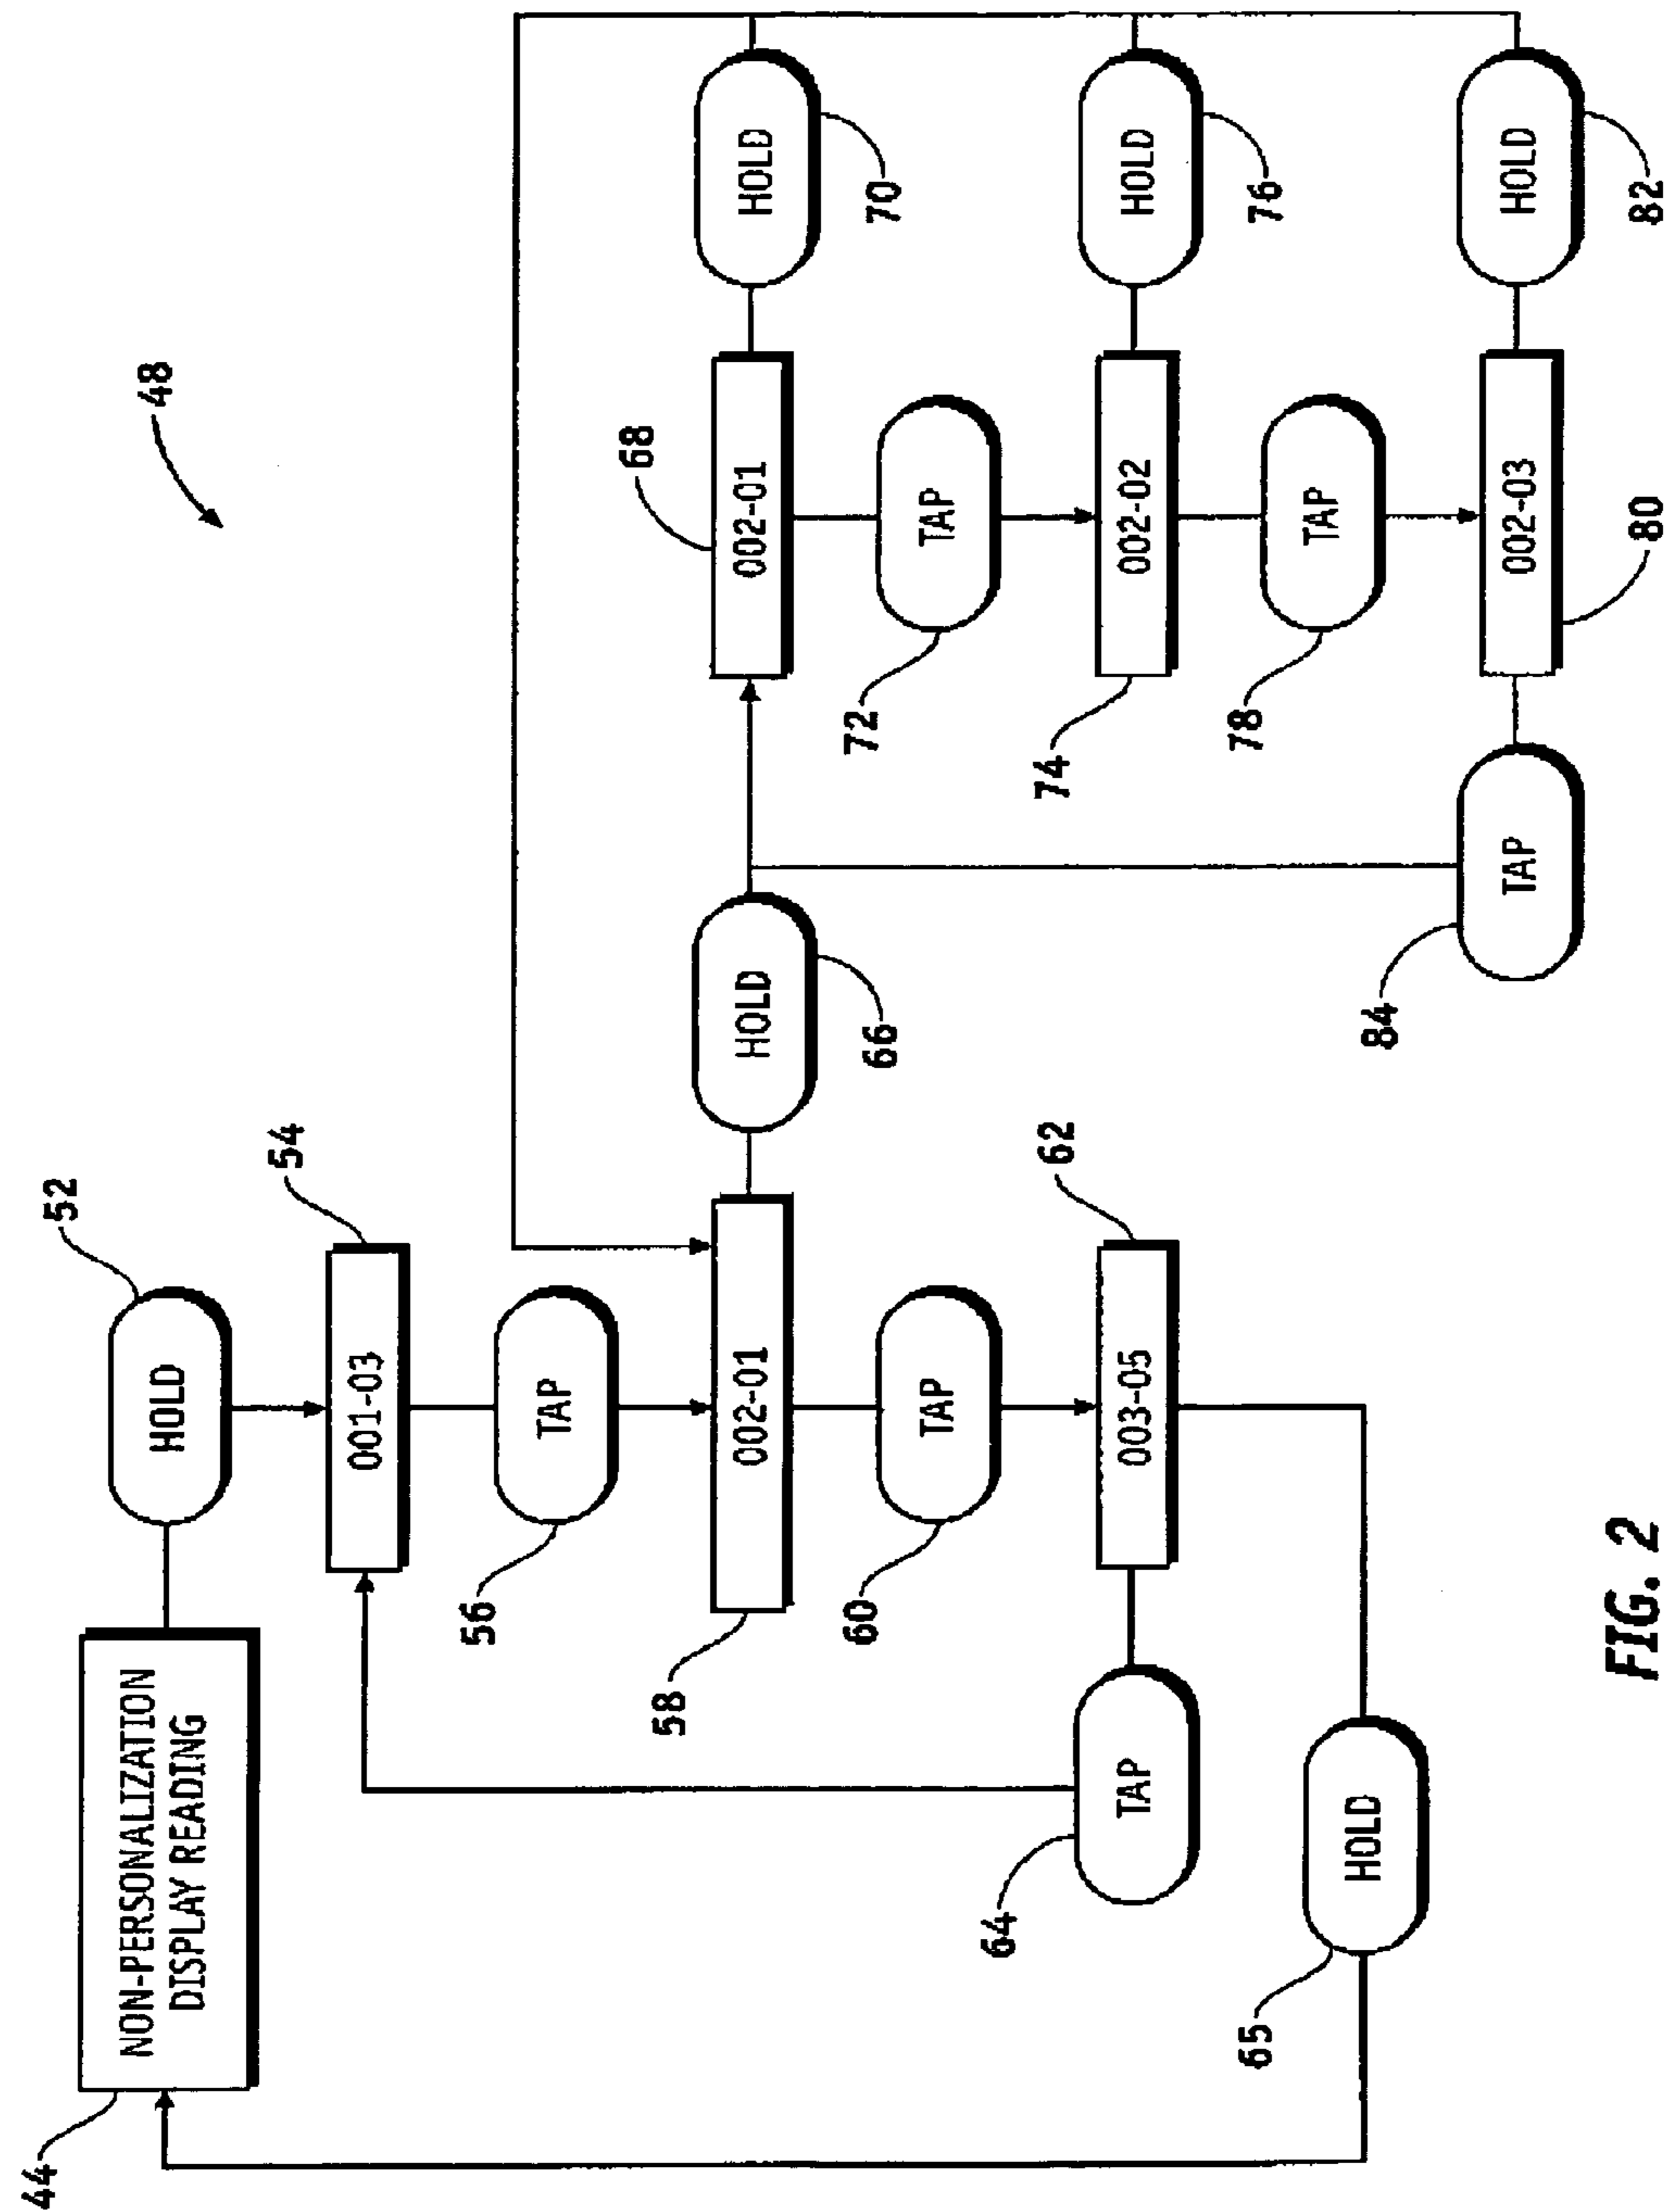 48
44
NON-PERSONALIZATION
DISPLAY READING
HOLD
52
001-03
54
TAP
56
002-01
58
HOLD
66
002-01
68
HOLD
70
TAP
60
TAP
72
003-05
62
TAP
64
002-02
74
HOLD
76
TAP
78
HOLD
65
TAP
84
002-03
80
HOLD
82
FIG. 2